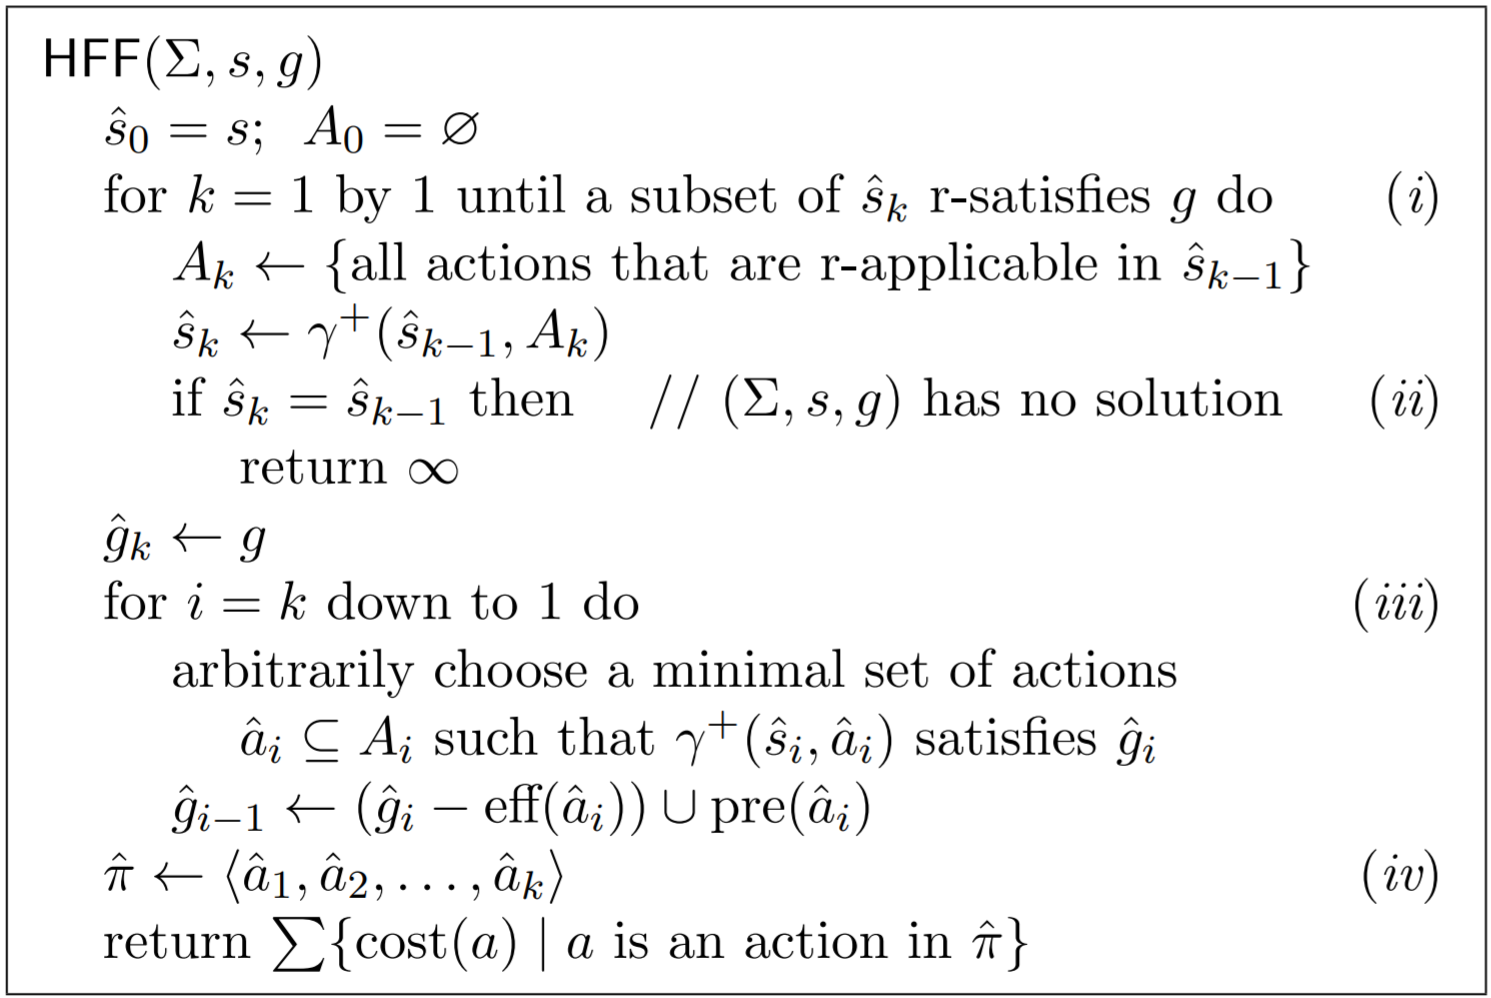 HFF(Σ, s, g)
ŝ₀ = s; A₀ = ∅
for k = 1 by 1 until a subset of ŝₖ r-satisfies g do (i)
Aₖ ← {all actions that are r-applicable in ŝₖ₋₁}
ŝₖ ← γ⁺(ŝₖ₋₁, Aₖ)
if ŝₖ = ŝₖ₋₁ then // (Σ, s, g) has no solution (ii)
return ∞
ĝₖ ← g
for i = k down to 1 do (iii)
arbitrarily choose a minimal set of actions
âᵢ ⊆ Aᵢ such that γ⁺(ŝᵢ, âᵢ) satisfies ĝᵢ
ĝᵢ₋₁ ← (ĝᵢ − eff(âᵢ)) ∪ pre(âᵢ)
π̂ ← ⟨â₁, â₂, . . . , âₖ⟩ (iv)
return ∑{cost(a) | a is an action in π̂}